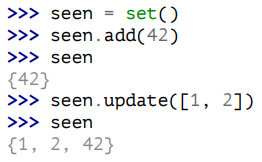 >>> seen = set()
>>> seen.add(42)
>>> seen
{42}
>>> seen.update([1, 2])
>>> seen
{1, 2, 42}